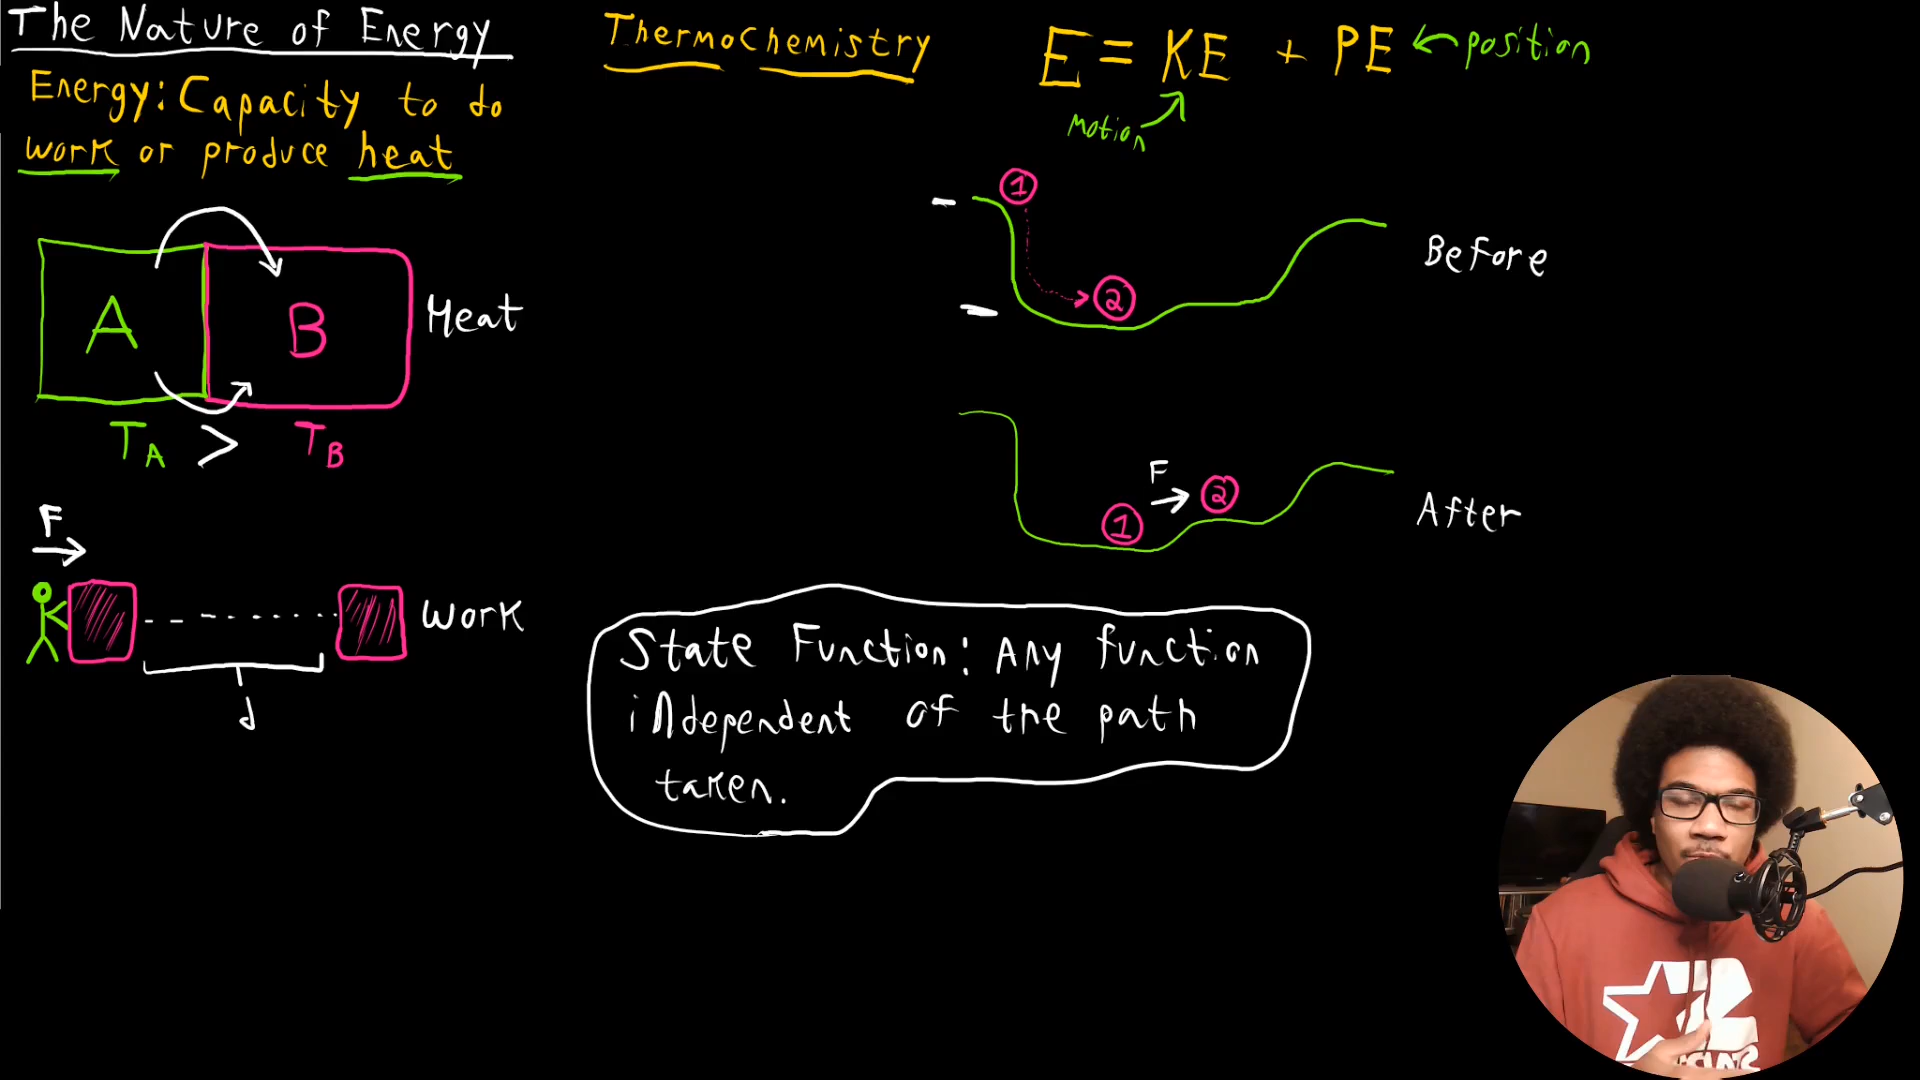 The Nature of Energy
Energy: Capacity to do
work or produce heat
A
B
Heat
TA > TB
F
Work
d
Thermochemistry
E = KE + PE ← position
Motion
1
2
Before
F
1
2
After
State Function: Any function
independent of the path
taken.